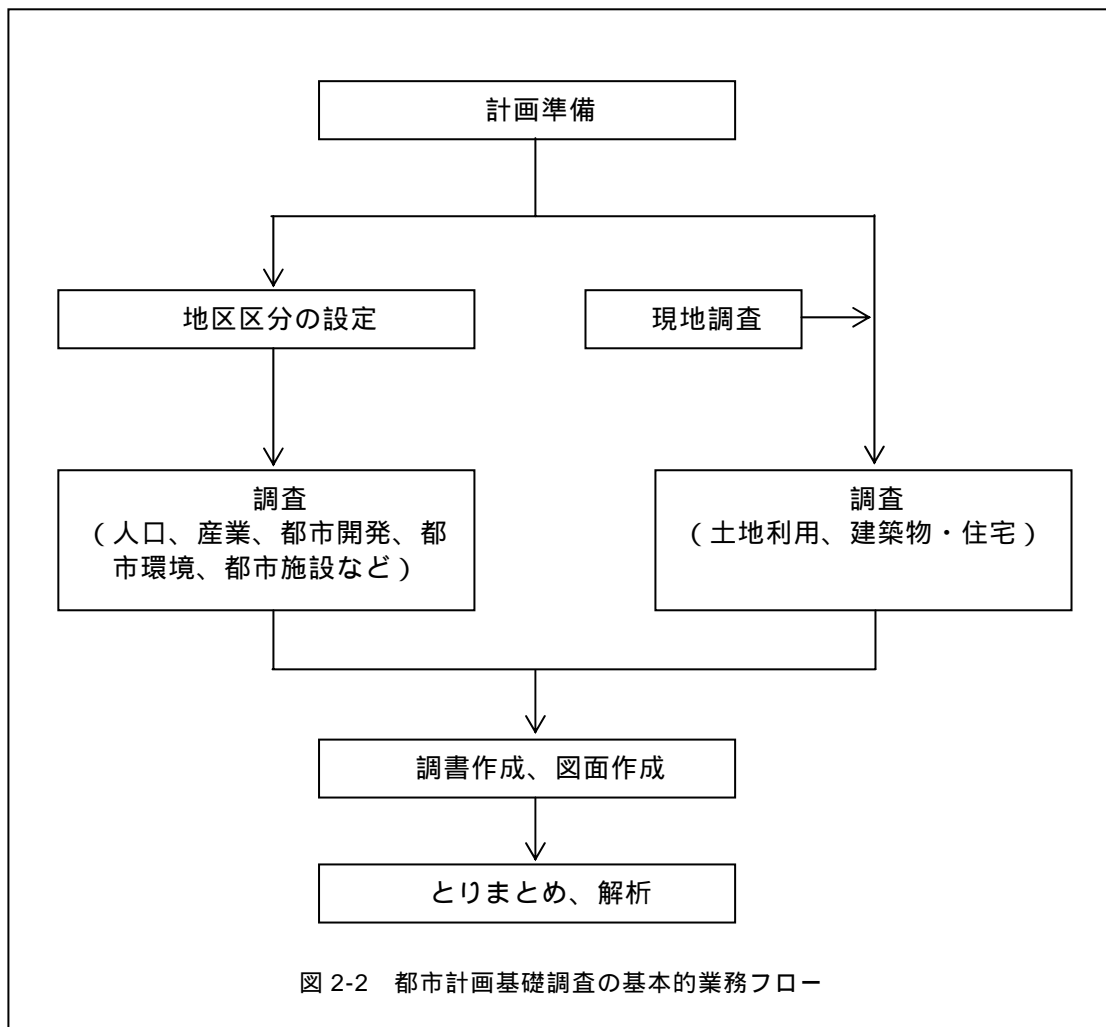 計画準備
地区区分の設定
現地調査
調査
（人口、産業、都市開発、都
市環境、都市施設など）
調査
（土地利用、建築物・住宅）
調書作成、図面作成
とりまとめ、解析
図 2-2　都市計画基礎調査の基本的業務フロー